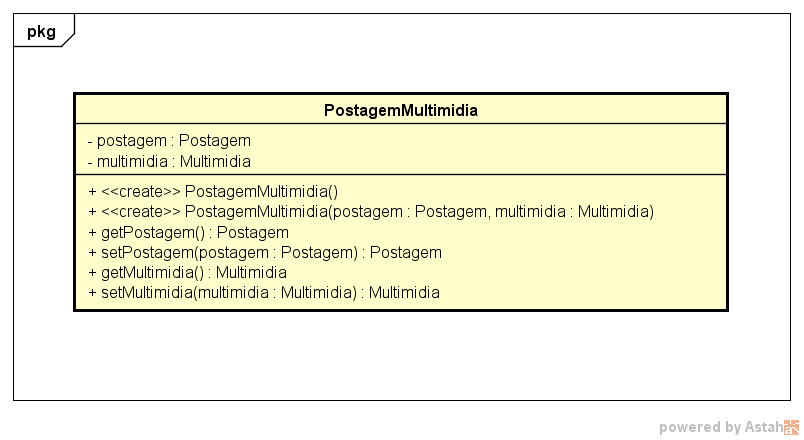 pkg
PostagemMultimidia
- postagem : Postagem
- multimidia : Multimidia
+ <<create>> PostagemMultimidia()
+ <<create>> PostagemMultimidia(postagem : Postagem, multimidia : Multimidia)
+ getPostagem() : Postagem
+ setPostagem(postagem : Postagem) : Postagem
+ getMultimidia() : Multimidia
+ setMultimidia(multimidia : Multimidia) : Multimidia
powered by Astah